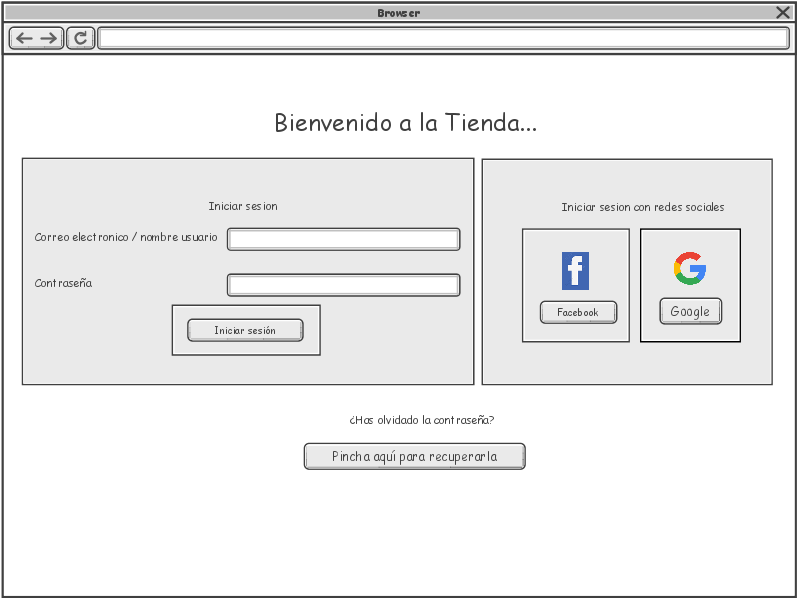 Browser
Bienvenido a la Tienda...
Iniciar sesion
Correo electronico / nombre usuario
Contraseña
Iniciar sesión
Iniciar sesion con redes sociales
f
G
Facebook
Google
¿Has olvidado la contraseña?
Pincha aquí para recuperarla